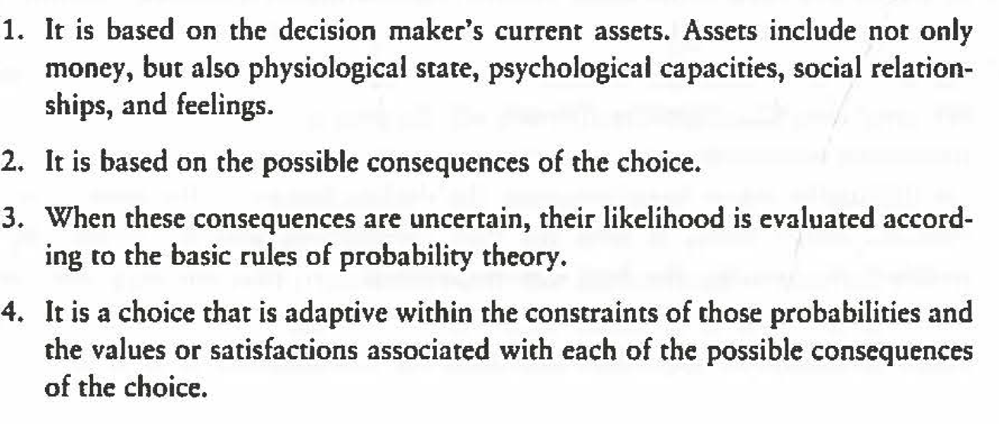 1. It is based on the decision maker's current assets. Assets include not only
money, but also physiological state, psychological capacities, social relation-
ships, and feelings.
2. It is based on the possible consequences of the choice.
3. When these consequences are uncertain, their likelihood is evaluated accord-
ing to the basic rules of probability theory.
4. It is a choice that is adaptive within the constraints of those probabilities and
the values or satisfactions associated with each of the possible consequences
of the choice.